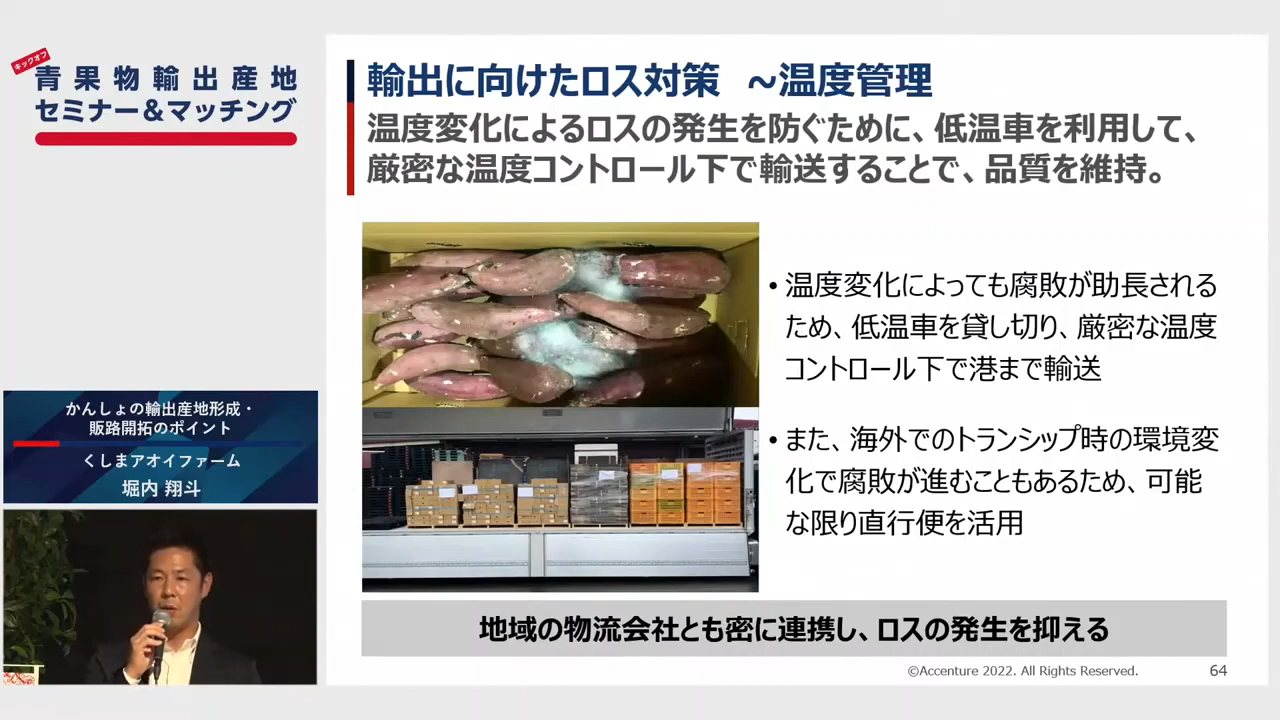 キックオフ
青果物輸出産地
セミナー&マッチング
輸出に向けたロス対策 ~温度管理
温度変化によるロスの発生を防ぐために、低温車を利用して、
厳密な温度コントロール下で輸送することで、品質を維持。
• 温度変化によっても腐敗が助長される
ため、低温車を貸し切り、厳密な温度
コントロール下で港まで輸送
• また、海外でのトランシップ時の環境変
化で腐敗が進むこともあるため、可能
な限り直行便を活用
かんしょの輸出産地形成・
販路開拓のポイント
くしまアオイファーム
堀内 翔斗
地域の物流会社とも密に連携し、ロスの発生を抑える
©Accenture 2022. All Rights Reserved.
64